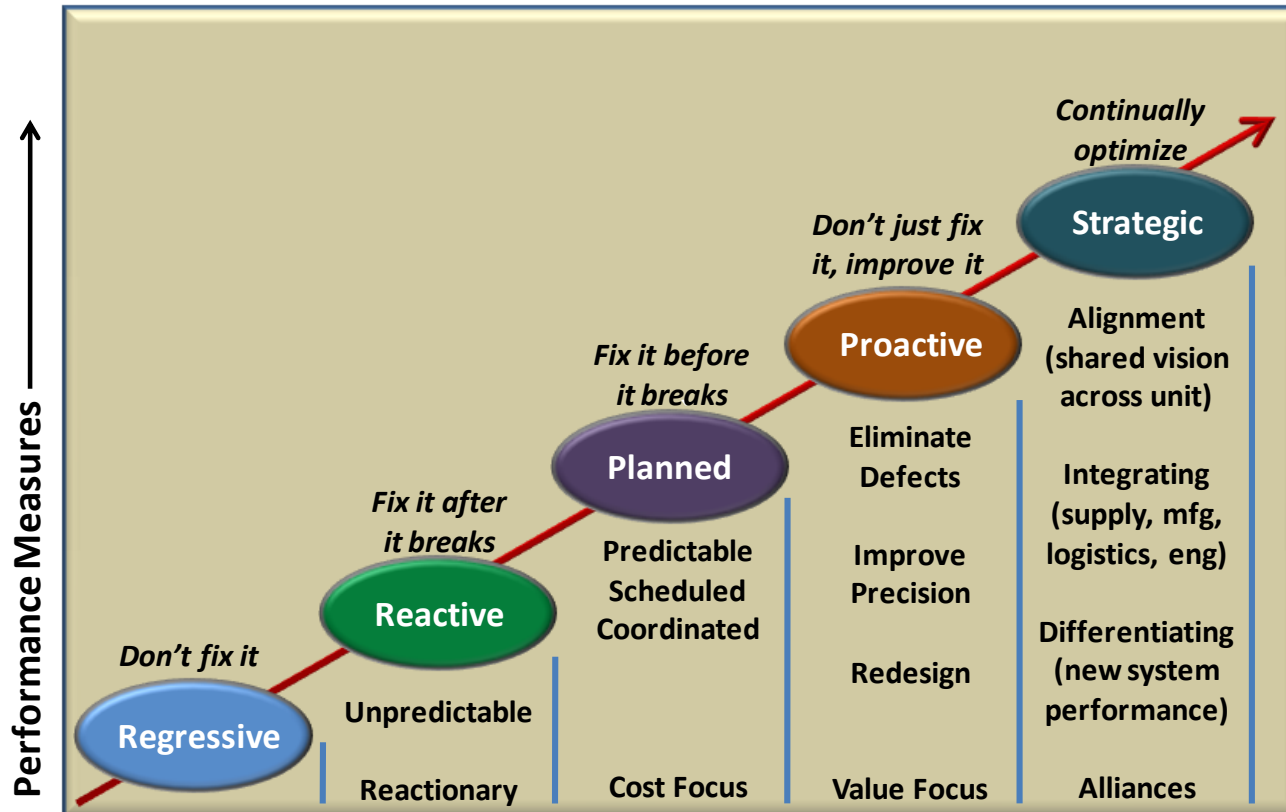 Performance Measures
Don't fix it
Regressive
Fix it after
it breaks
Reactive
Unpredictable
Reactionary
Fix it before
it breaks
Planned
Predictable
Scheduled
Coordinated
Cost Focus
Don’t just fix
it, improve it
Proactive
Eliminate
Defects
Improve
Precision
Redesign
Value Focus
Continually
optimize
Strategic
Alignment
(shared vision
across unit)
Integrating
(supply, mfg,
logistics, eng)
Differentiating
(new system
performance)
Alliances